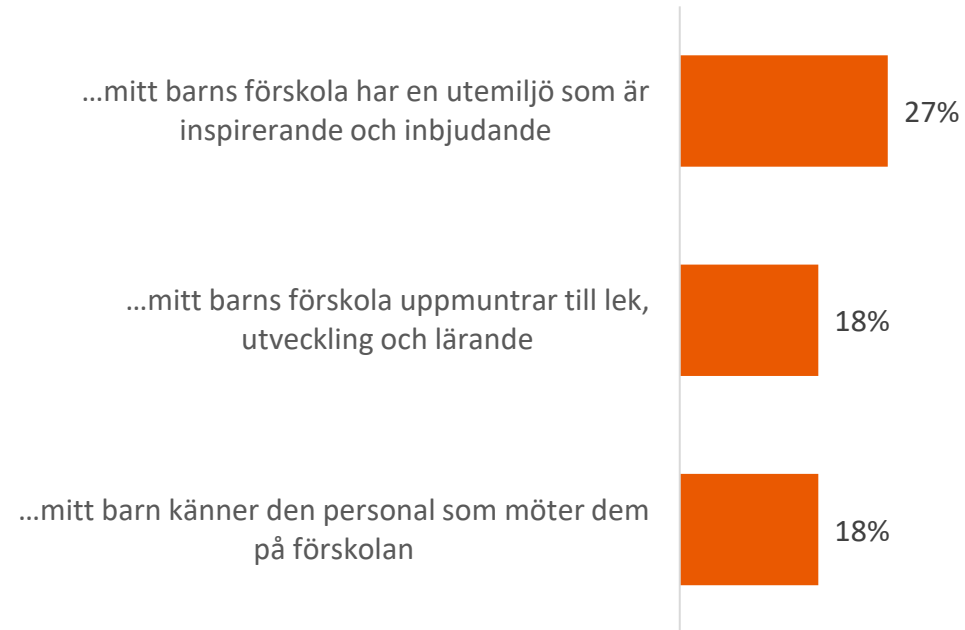 ...mitt barns förskola har en utemiljö som är
inspirerande och inbjudande
27%
...mitt barns förskola uppmuntrar till lek,
utveckling och lärande
18%
...mitt barn känner den personal som möter dem
på förskolan
18%